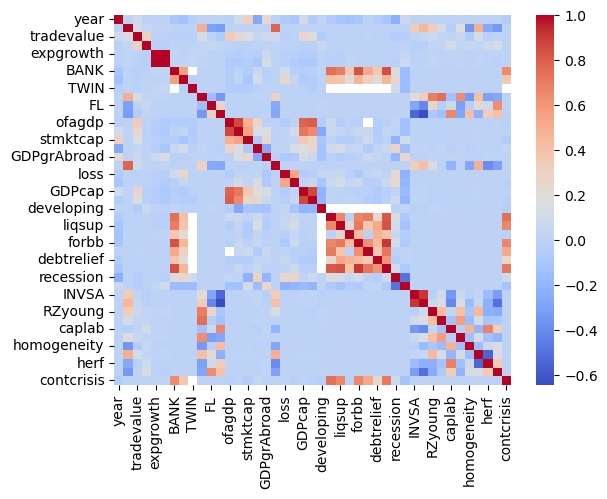 year
tradevalue
expgrowth
BANK
TWIN
FL
ofagdp
stmktcap
GDPgrAbroad
loss
GDPcap
developing
liqsup
forbb
debtrelief
recession
INVSA
RZyoung
caplab
homogeneity
herf
contcrisis
year
tradevalue
expgrowth
BANK
TWIN
FL
ofagdp
stmktcap
GDPgrAbroad
loss
GDPcap
developing
liqsup
forbb
debtrelief
recession
INVSA
RZyoung
caplab
homogeneity
herf
contcrisis
1.0
0.8
0.6
0.4
0.2
0.0
−0.2
−0.4
−0.6